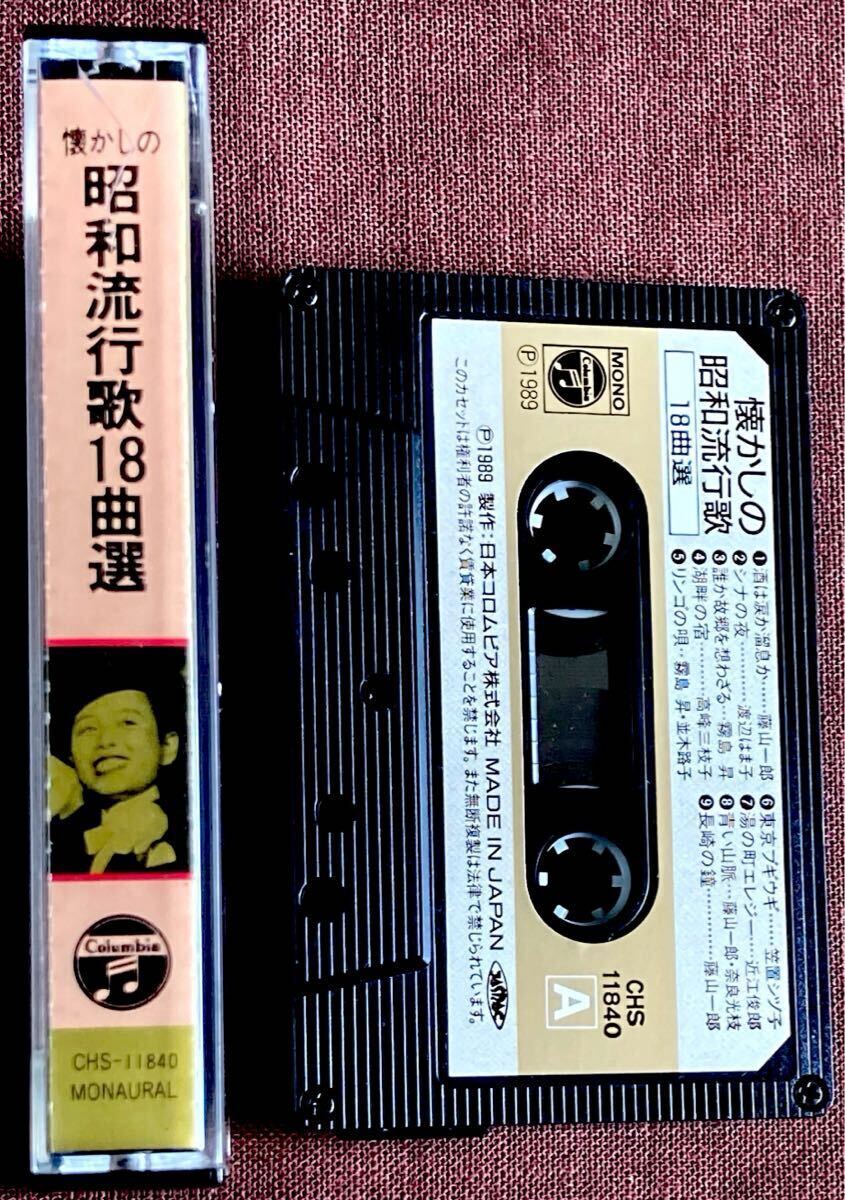 懐かしの
昭和流行歌18曲選
Columbia
CHS-11840
MONAURAL
懐かしの
昭和流行歌
18曲選
MONO
Columbia
Ⓟ1989
❶酒は涙か溜息か……藤山一郎
❷シナの夜…………渡辺はま子
❸誰か故郷を想わざる‥霧島 昇
❹湖畔の宿…………高峰三枝子
❺リンゴの唄‥霧島 昇・並木路子
❻東京ブギウギ……笠置シヅ子
❼湯の町エレジー……近江俊郎
❽青い山脈…藤山一郎・奈良光枝
❾長崎の鐘…………藤山一郎
Ⓟ1989 製作:日本コロムビア株式会社 MADE IN JAPAN
このカセットは権利者の許諾なく賃貸業に使用することを禁じます。また無断複製は法律で禁じられています。
CHS
11840
A